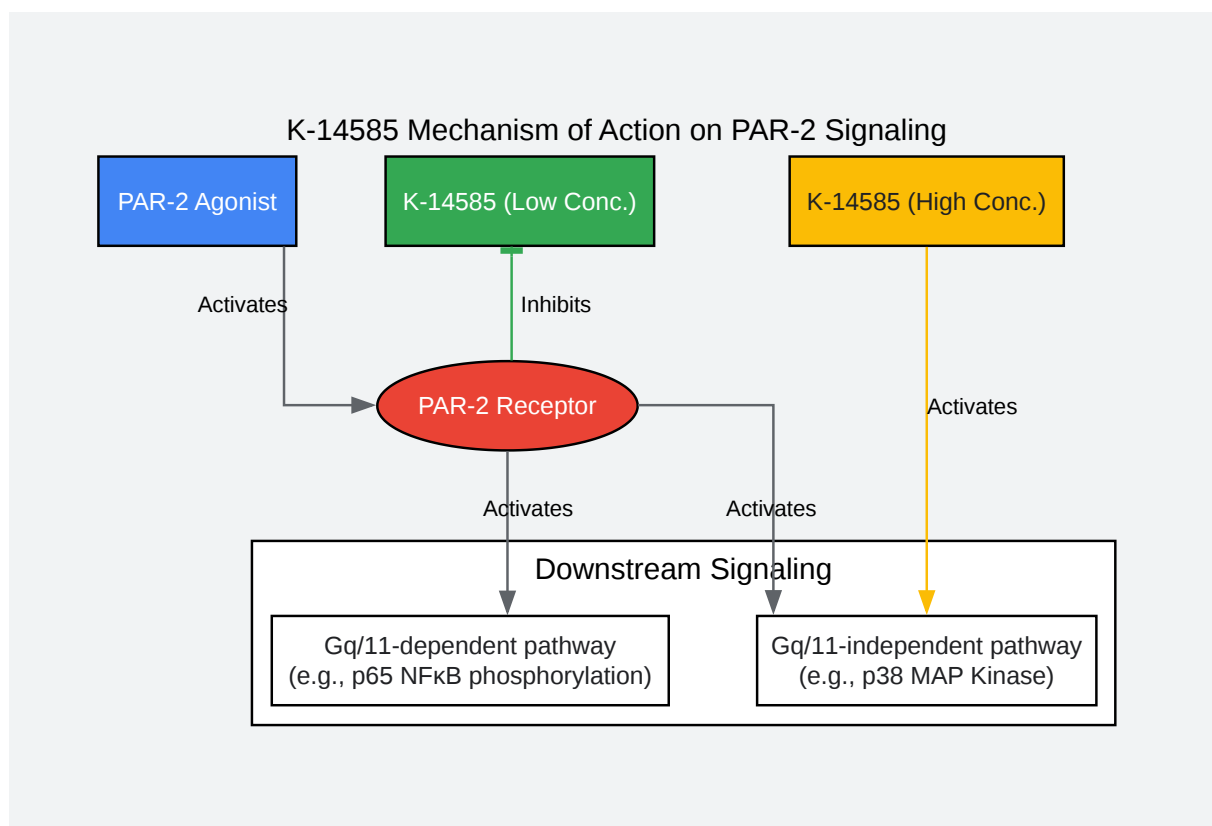 K-14585 Mechanism of Action on PAR-2 Signaling
PAR-2 Agonist
K-14585 (Low Conc.)
K-14585 (High Conc.)
Activates
Inhibits
PAR-2 Receptor
Activates
Activates
Activates
Downstream Signaling
Gq/11-dependent pathway
(e.g., p65 NFκB phosphorylation)
Gq/11-independent pathway
(e.g., p38 MAP Kinase)